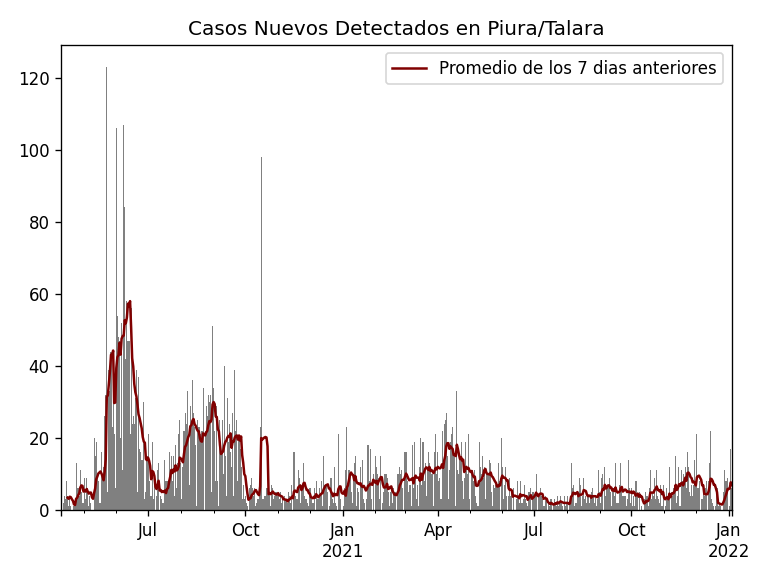 Casos Nuevos Detectados en Piura/Talara
Promedio de los 7 dias anteriores
120
100
80
60
40
20
0
Jul
Oct
Jan
2021
Apr
Jul
Oct
Jan
2022